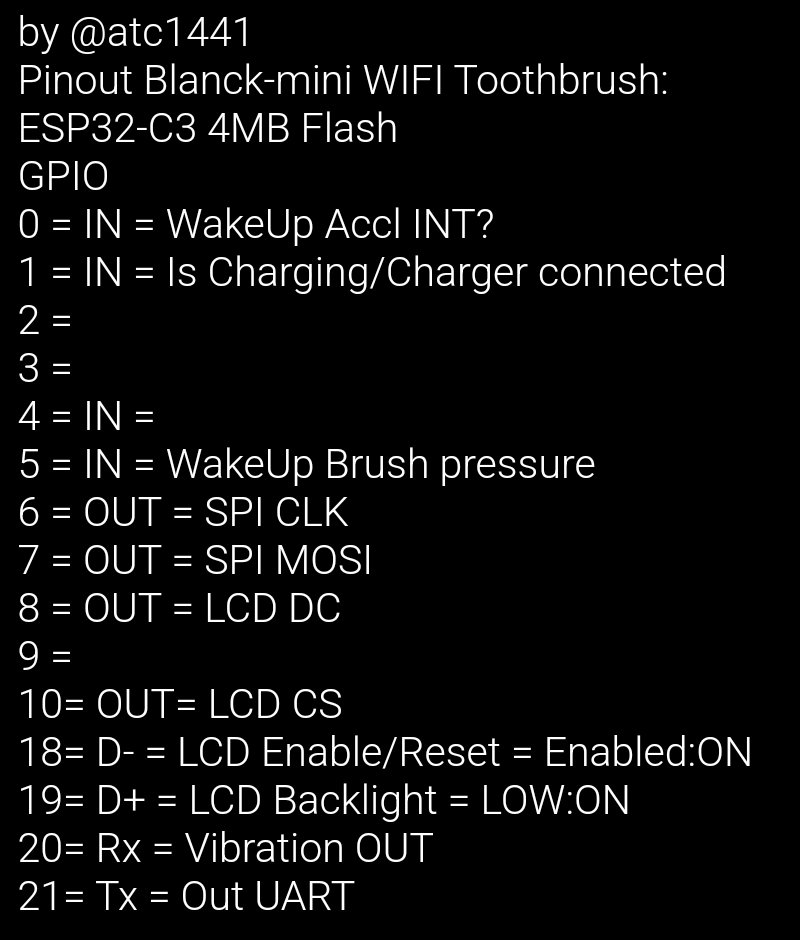 by @atc1441
Pinout Blanck-mini WIFI Toothbrush:
ESP32-C3 4MB Flash
GPIO
0 = IN = WakeUp Accl INT?
1 = IN = Is Charging/Charger connected
2 =
3 =
4 = IN =
5 = IN = WakeUp Brush pressure
6 = OUT = SPI CLK
7 = OUT = SPI MOSI
8 = OUT = LCD DC
9 =
10= OUT= LCD CS
18= D- = LCD Enable/Reset = Enabled:ON
19= D+ = LCD Backlight = LOW:ON
20= Rx = Vibration OUT
21= Tx = Out UART